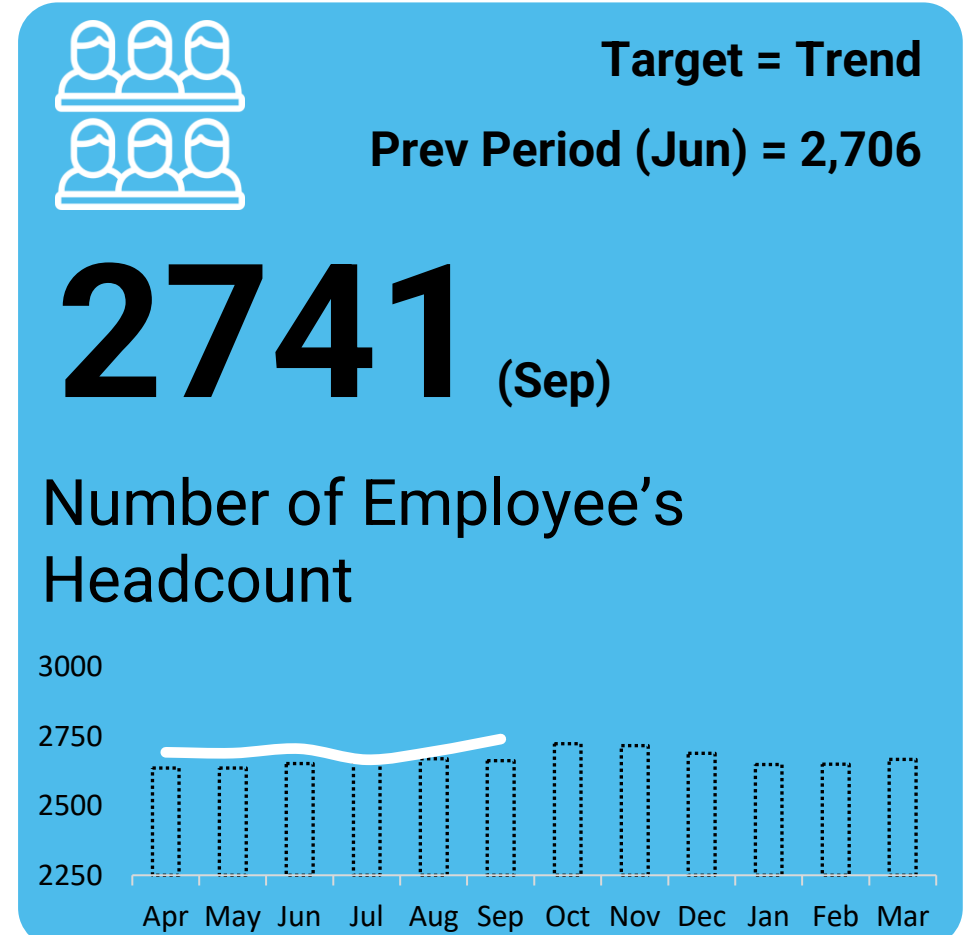 Target = Trend
Prev Period (Jun) = 2,706
2741 (Sep)
Number of Employee’s
Headcount
3000
2750
2500
2250
Apr May Jun Jul Aug Sep Oct Nov Dec Jan Feb Mar